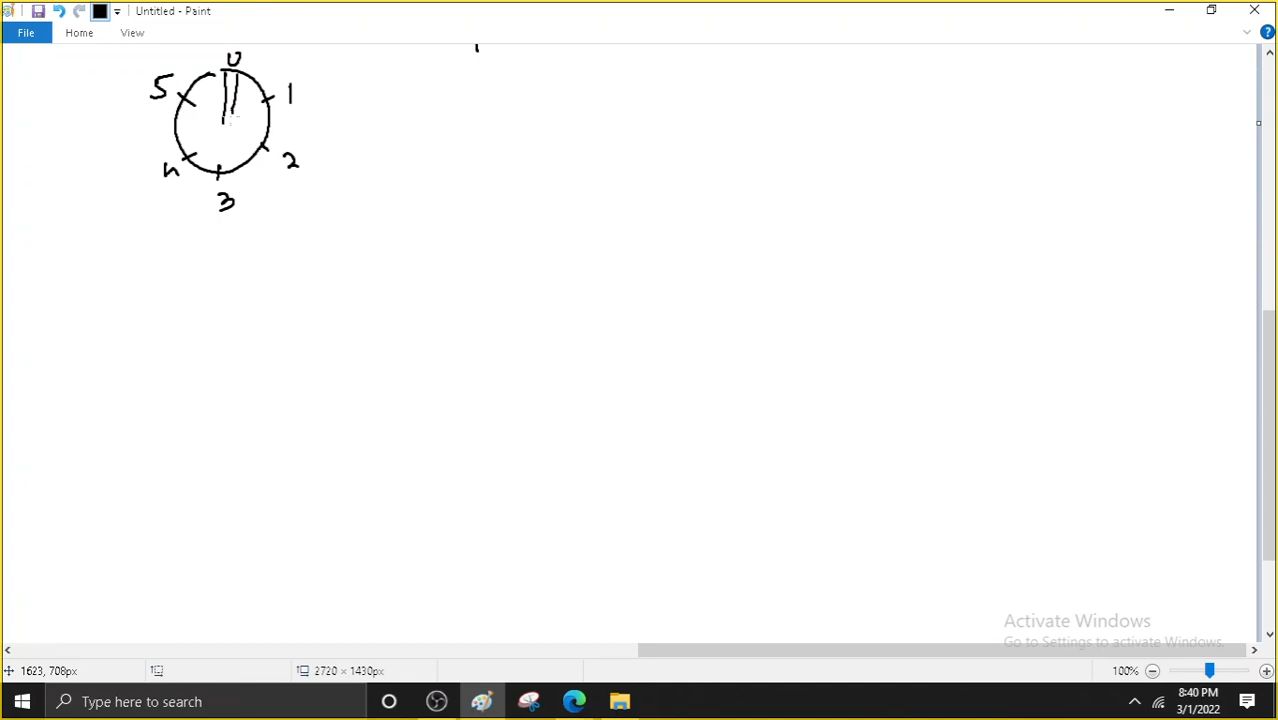 Untitled - Paint
File Home View
0
5 1
4 2
3
Activate Windows
Go to Settings to activate Windows.
1623, 708px 2720 × 1430px 100%
Type here to search
8:40 PM
3/1/2022